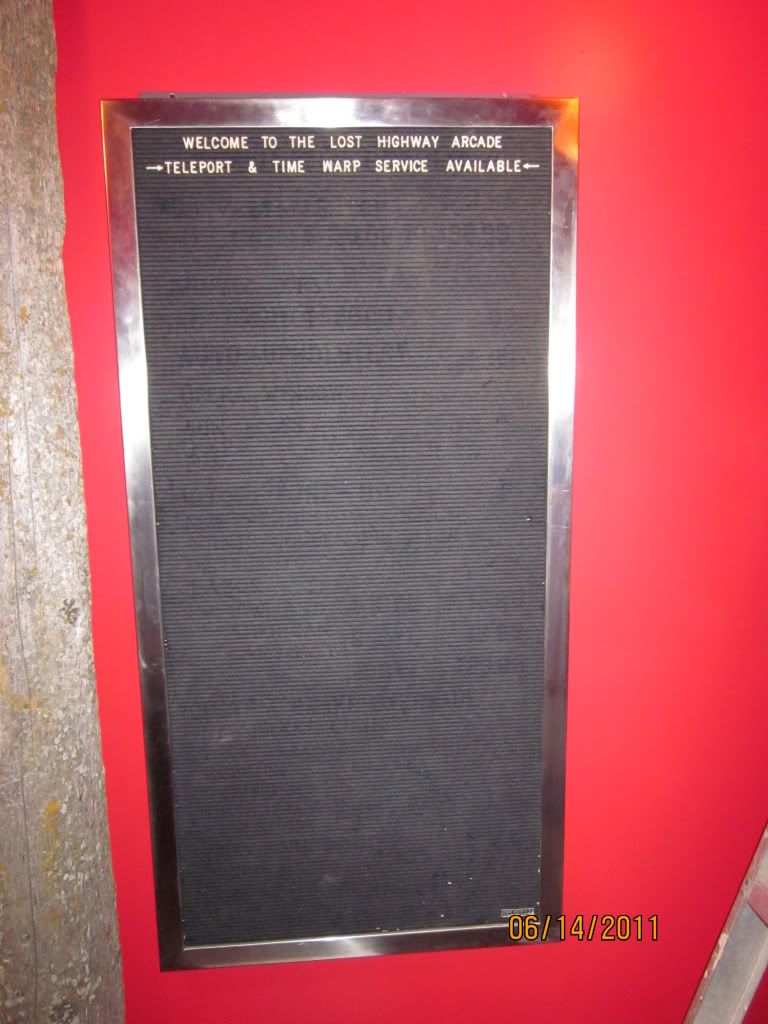 WELCOME TO THE LOST HIGHWAY ARCADE
→TELEPORT & TIME WARP SERVICE AVAILABLE←
06/14/2011